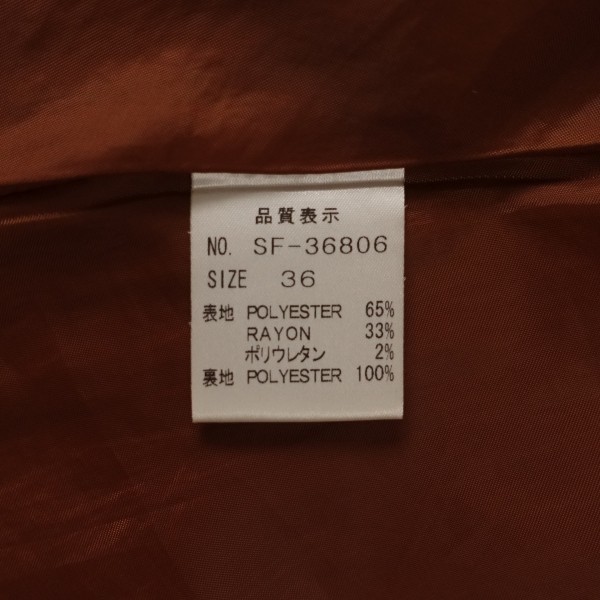 品質表示
NO. SF-36806
SIZE 36
表地 POLYESTER 65%
RAYON 33%
ポリウレタン 2%
裏地 POLYESTER 100%